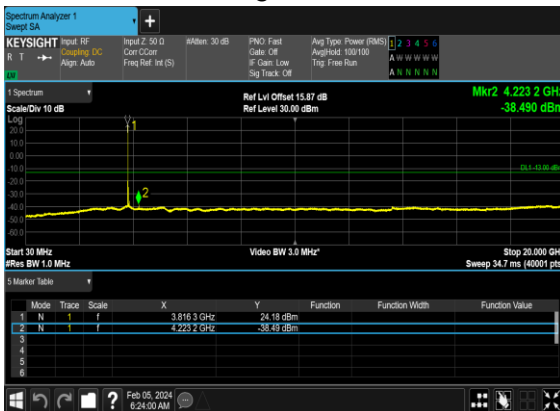 Spectrum Analyzer 1
Swept SA
KEYSIGHT Input: RF Input Z: 50 Ω #Atten: 30 dB PNO: Fast Avg Type: Power (RMS) 1 2 3 4 5 6
R T Coupling: DC Corr CCorr Gate: Off Avg|Hold: 100/100 A W W W W W
Align: Auto Freq Ref: Int (S) IF Gain: Low Trig: Free Run
Sig Track: Off A N N N N N
LV
1 Spectrum Ref Lvl Offset 15.87 dB Mkr2 4.223 2 GHz
Scale/Div 10 dB Ref Level 30.00 dBm -38.490 dBm
Log
20.0 1
10.0
0.00
-10.0 DL1 -13.00 dBm
-20.0
-30.0 2
-40.0
-50.0
-60.0
Start 30 MHz Video BW 3.0 MHz* Stop 20.000 GH
#Res BW 1.0 MHz Sweep 34.7 ms (40001 pts
5 Marker Table
Mode Trace Scale X Y Function Function Width Function Value
1 N 1 f 3.816 3 GHz 24.18 dBm
2 N 1 f 4.223 2 GHz -38.49 dBm
3
4
5
6
? Feb 05, 2024
6:24:00 AM